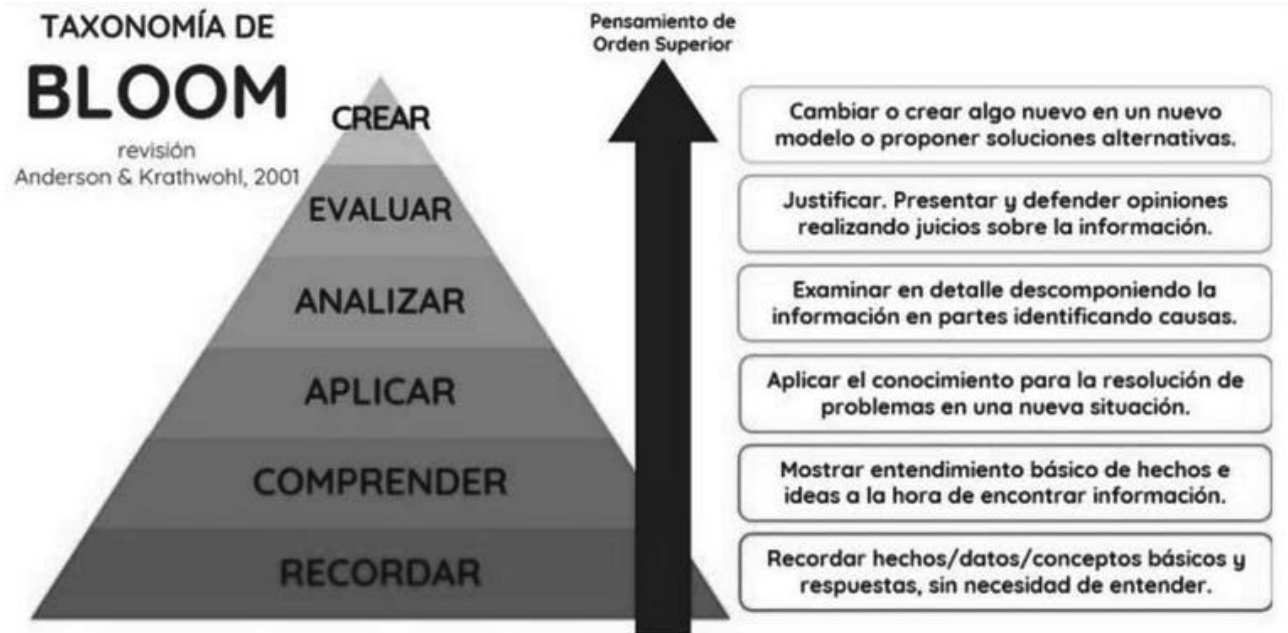 TAXONOMÍA DE
BLOOM
revisión
Anderson & Krathwohl, 2001
Pensamiento de
Orden Superior
CREAR
Cambiar o crear algo nuevo en un nuevo
modelo o proponer soluciones alternativas.
EVALUAR
Justificar. Presentar y defender opiniones
realizando juicios sobre la información.
ANALIZAR
Examinar en detalle descomponiendo la
información en partes identificando causas.
APLICAR
Aplicar el conocimiento para la resolución de
problemas en una nueva situación.
COMPRENDER
Mostrar entendimiento básico de hechos e
ideas a la hora de encontrar información.
RECORDAR
Recordar hechos/datos/conceptos básicos y
respuestas, sin necesidad de entender.